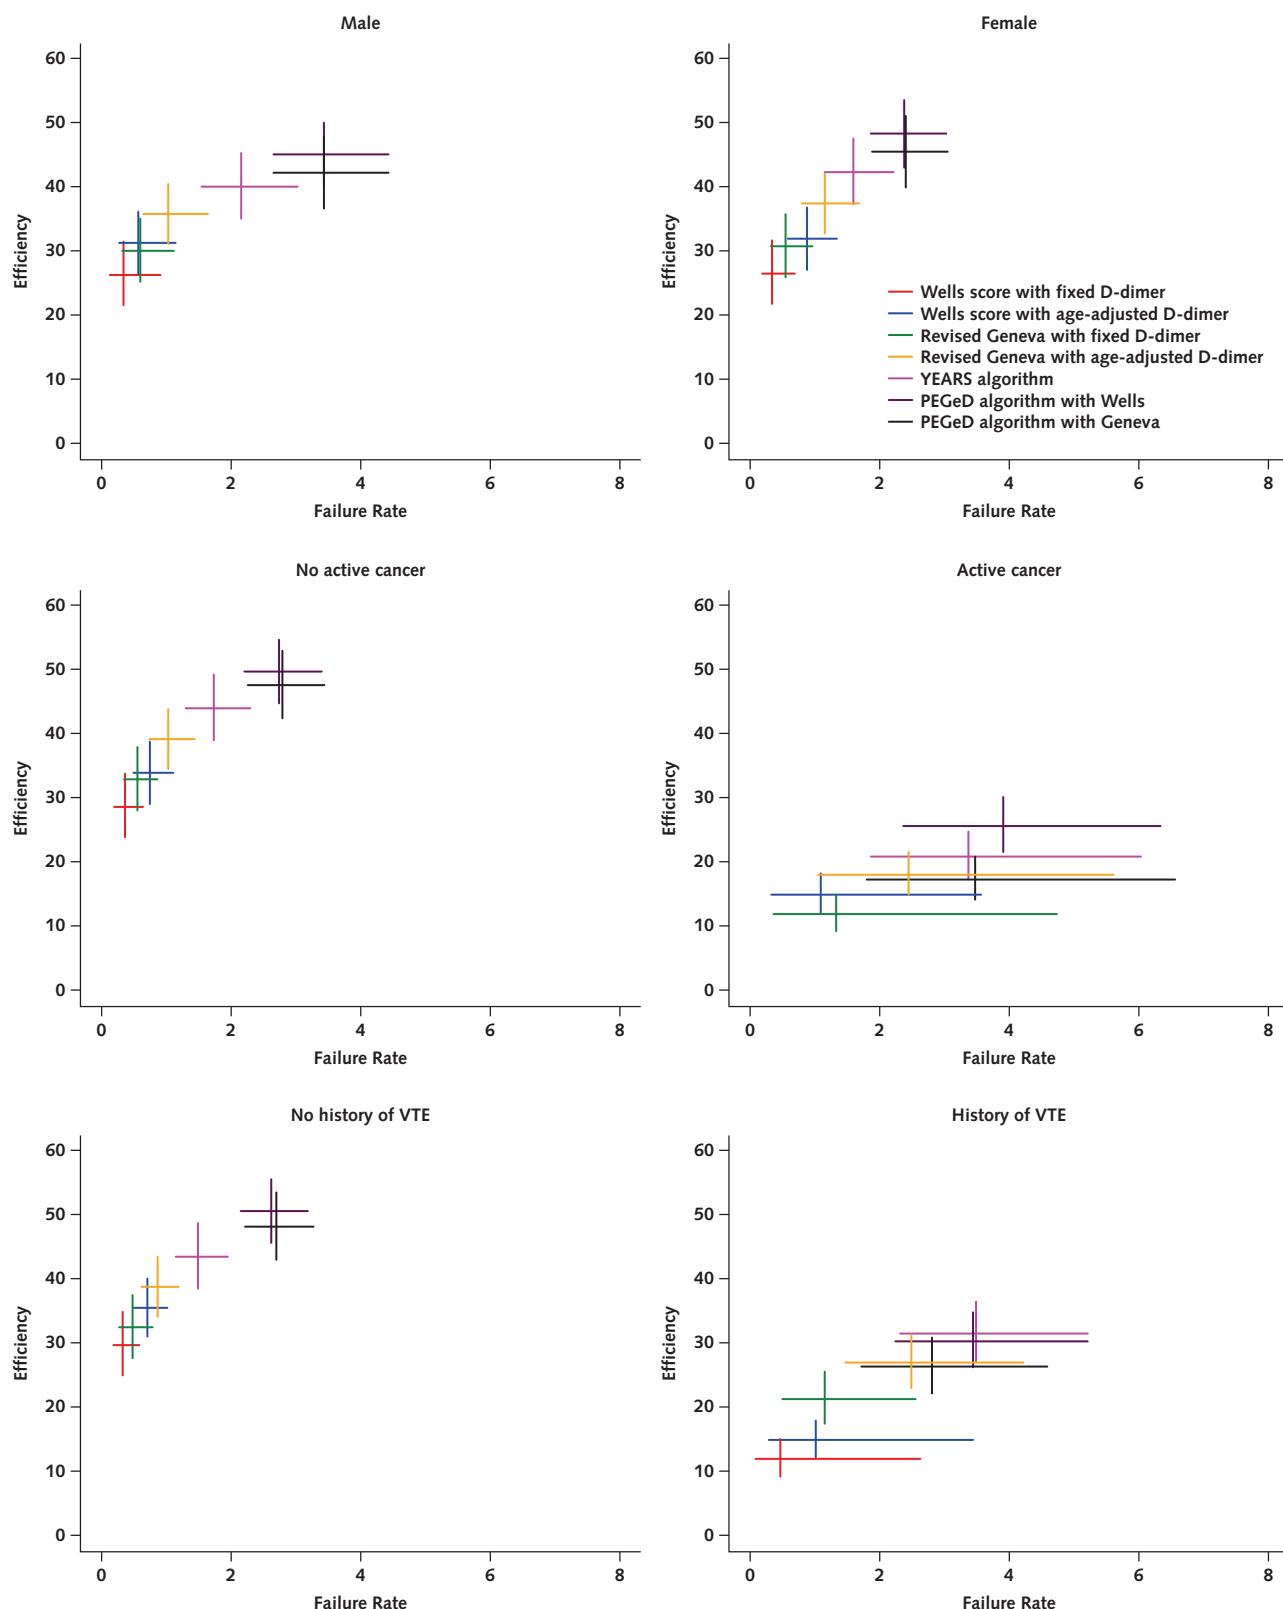 Male
60
50
40
30
20
10
0
Efficiency
0 2 4 6 8
Failure Rate
Female
60
50
40
30
20
10
0
Efficiency
Wells score with fixed D-dimer
Wells score with age-adjusted D-dimer
Revised Geneva with fixed D-dimer
Revised Geneva with age-adjusted D-dimer
YEARS algorithm
PEGeD algorithm with Wells
PEGeD algorithm with Geneva
0 2 4 6 8
Failure Rate
No active cancer
60
50
40
30
20
10
0
Efficiency
0 2 4 6 8
Failure Rate
Active cancer
60
50
40
30
20
10
0
Efficiency
0 2 4 6 8
Failure Rate
No history of VTE
60
50
40
30
20
10
0
Efficiency
0 2 4 6 8
Failure Rate
History of VTE
60
50
40
30
20
10
0
Efficiency
0 2 4 6 8
Failure Rate